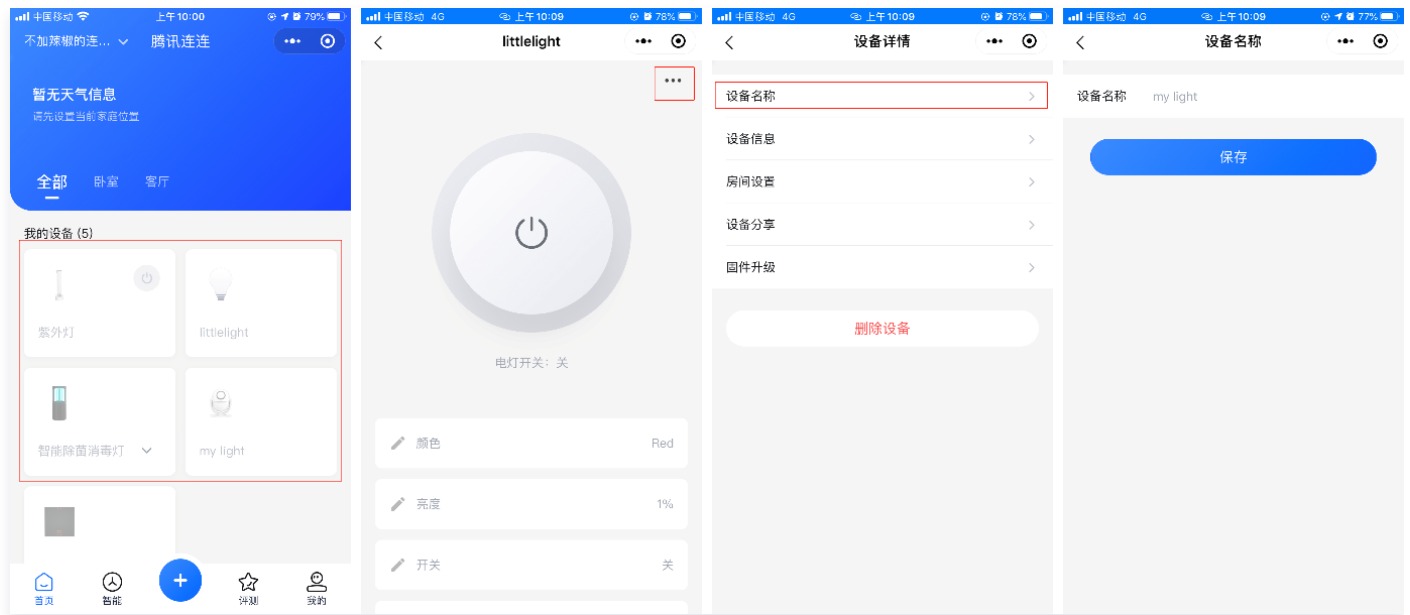 中国移动 上午10:00 79%
不加辣椒的连... 腾讯连连
暂无天气信息
请先设置当前家庭位置
全部 卧室 客厅
我的设备 (5)
紫外灯 littlelight
智能除菌消毒灯 my light
首页 智能 评测 我的
中国移动 4G 上午10:09 78%
littlelight
电灯开关：关
颜色 Red
亮度 1%
开关 关
中国移动 4G 上午10:09 78%
设备详情
设备名称
设备信息
房间设置
设备分享
固件升级
删除设备
中国移动 4G 上午10:09 77%
设备名称
设备名称 my light
保存